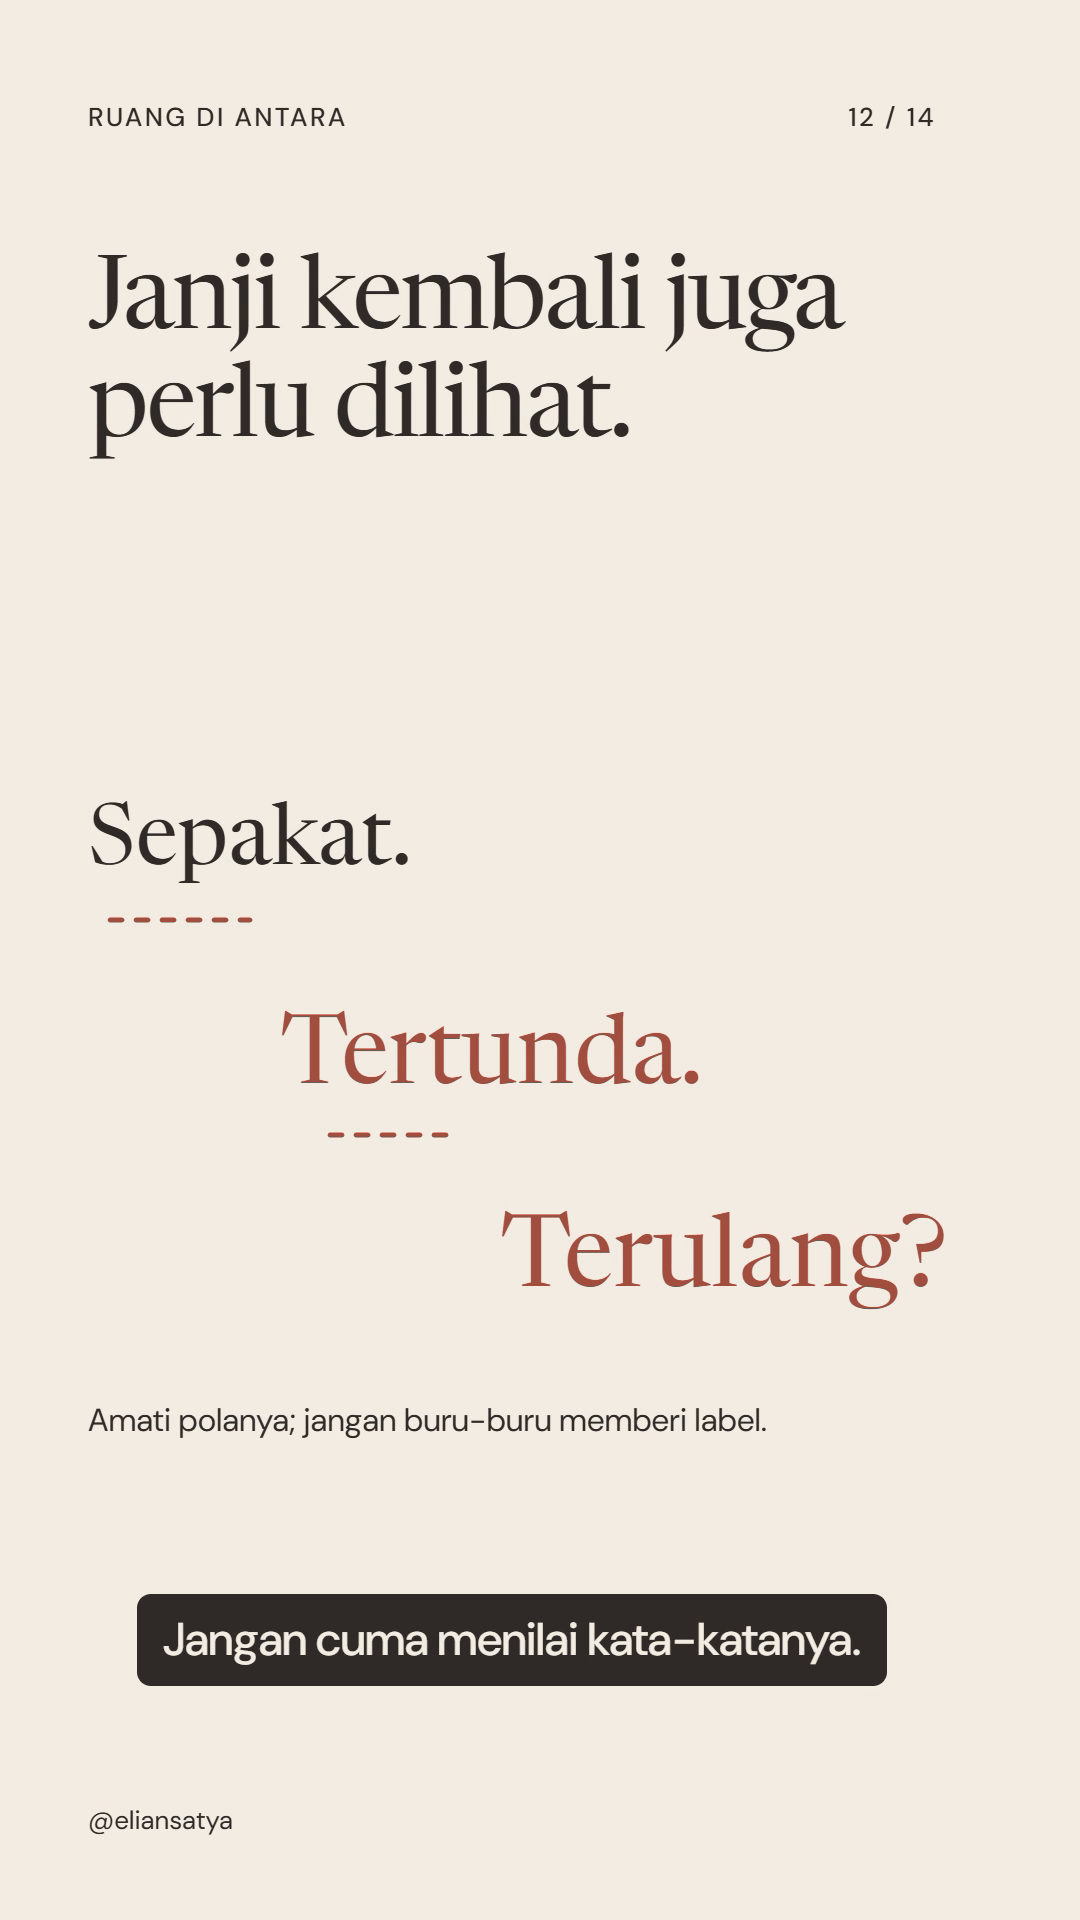 RUANG DI ANTARA
12 / 14
Janji kembali juga
perlu dilihat.
Sepakat.
Tertunda.
Terulang?
Amati polanya; jangan buru-buru memberi label.
Jangan cuma menilai kata-katanya.
@eliansatya